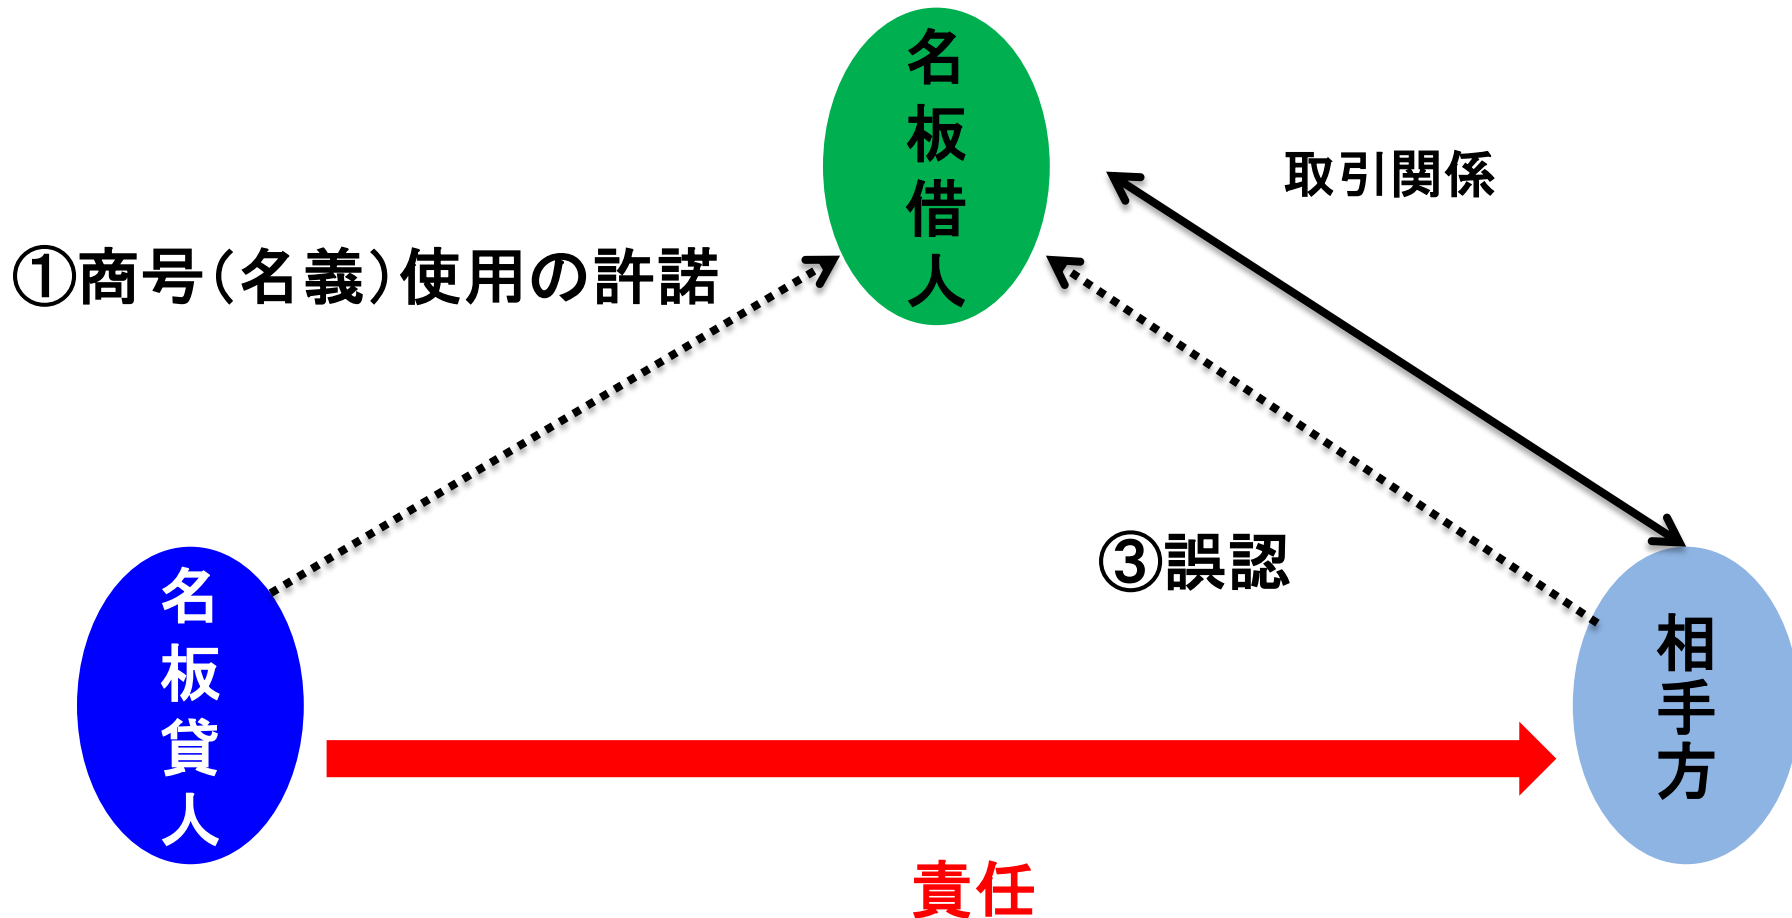 名板借人
取引関係
①商号(名義)使用の許諾
③誤認
名板貸人
相手方
責任